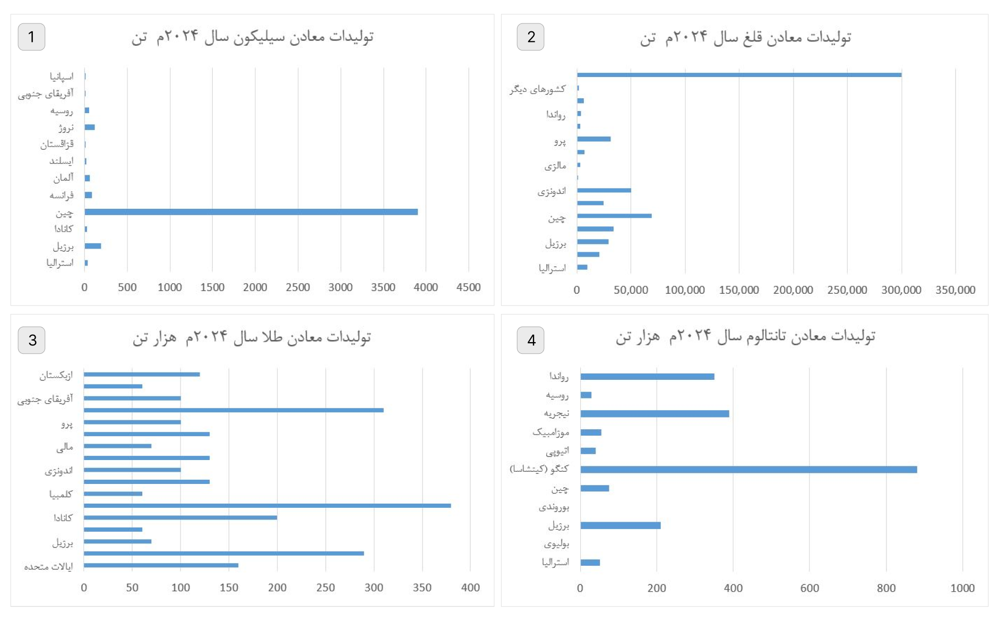 1
تولیدات معادن سیلیکون سال ۲۰۲۴م تن
اسپانیا
آفریقای جنوبی
روسیه
نروژ
قزاقستان
ایسلند
آلمان
فرانسه
چین
کانادا
برزیل
استرالیا
0 500 1000 1500 2000 2500 3000 3500 4000 4500
2
تولیدات معادن قلغ سال ۲۰۲۴م تن
کشورهای دیگر
رواندا
پرو
مالزی
اندونزی
چین
برزیل
استرالیا
0 50,000 100,000 150,000 200,000 250,000 300,000 350,000
3
تولیدات معادن طلا سال ۲۰۲۴م هزار تن
ازبکستان
آفریقای جنوبی
پرو
مالی
اندونزی
کلمبیا
کانادا
برزیل
ایالات متحده
0 50 100 150 200 250 300 350 400
4
تولیدات معادن تانتالوم سال ۲۰۲۴م هزار تن
رواندا
روسیه
نیجریه
موزامبیک
اتیوپی
کنگو (کینشاسا)
چین
بوروندی
برزیل
بولیوی
استرالیا
0 200 400 600 800 1000